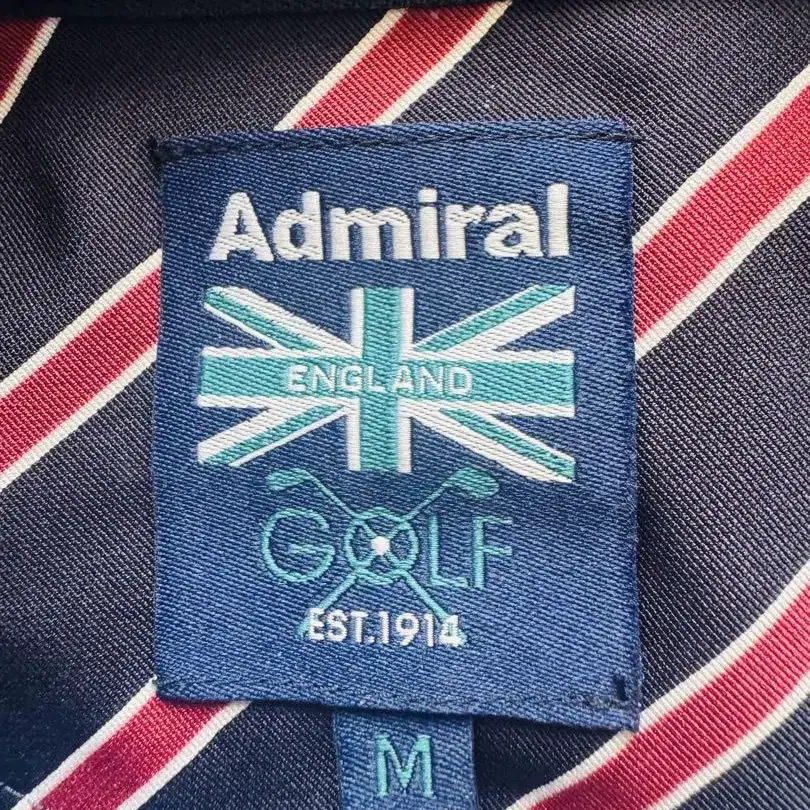 Admiral
ENGLAND
GOLF
EST.1914
M